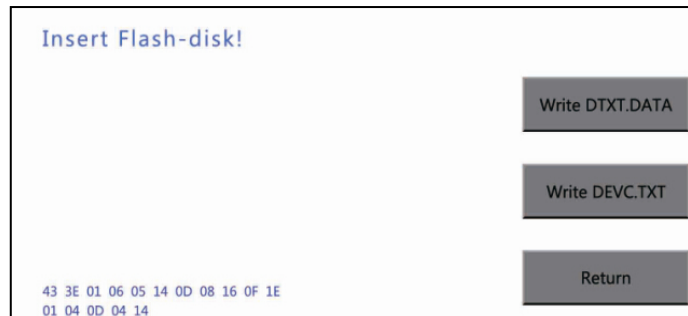 Insert Flash-disk!
Write DTXT.DATA
Write DEVC.TXT
Return
43 3E 01 06 05 14 0D 08 16 0F 1E
01 04 0D 04 14